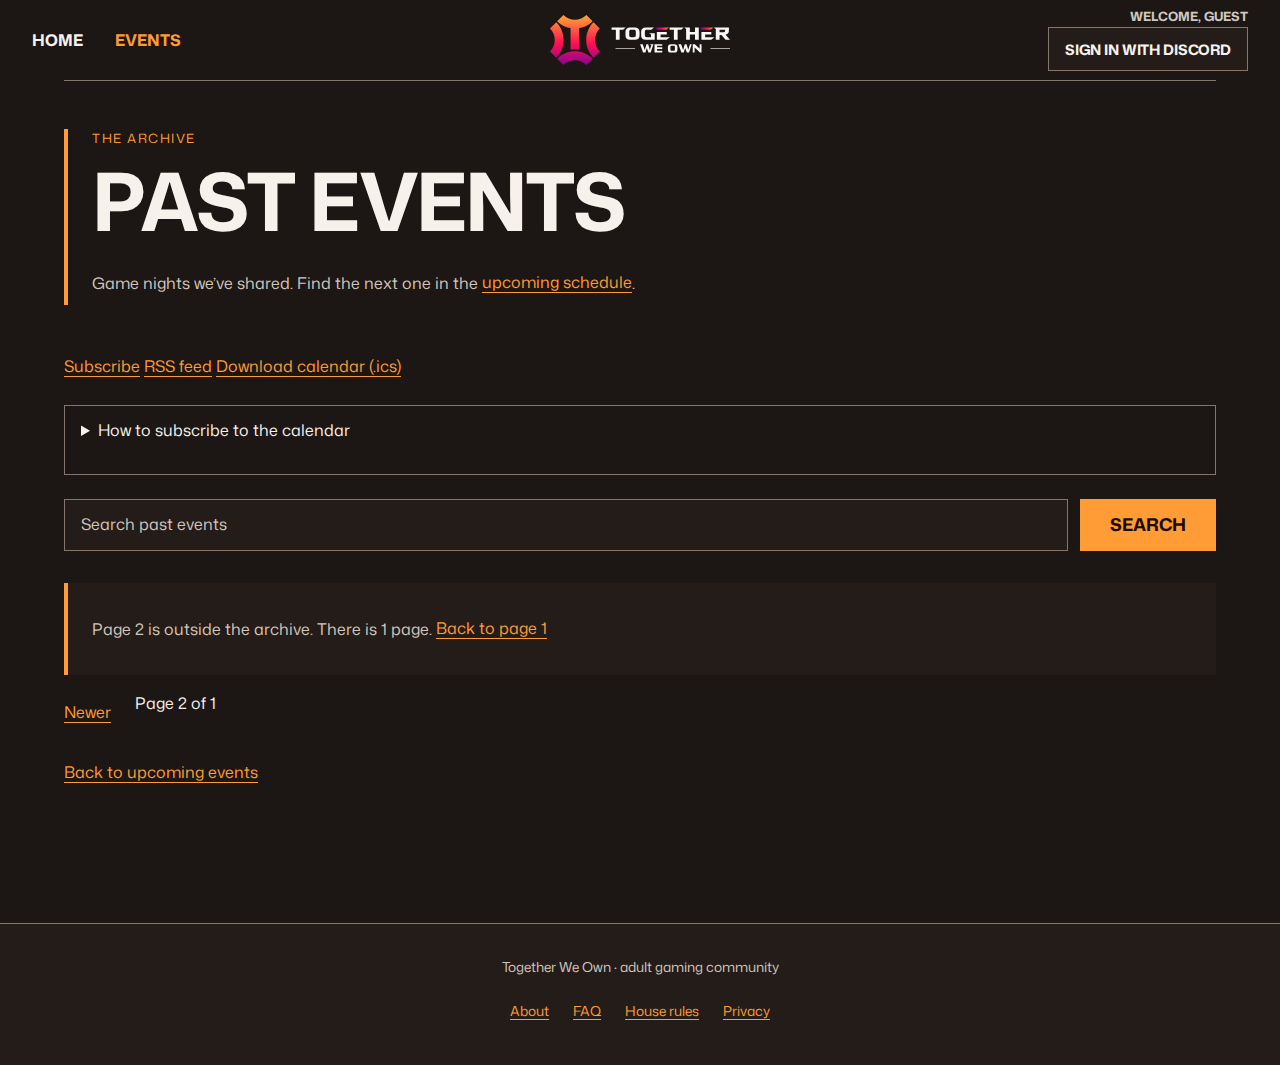 HOME
EVENTS
TOGETHER
WE OWN
WELCOME, GUEST
SIGN IN WITH DISCORD
THE ARCHIVE
PAST EVENTS
Game nights we’ve shared. Find the next one in the upcoming schedule.
Subscribe RSS feed Download calendar (.ics)
How to subscribe to the calendar
Search past events
SEARCH
Page 2 is outside the archive. There is 1 page. Back to page 1
Newer
Page 2 of 1
Back to upcoming events
Together We Own · adult gaming community
About FAQ House rules Privacy